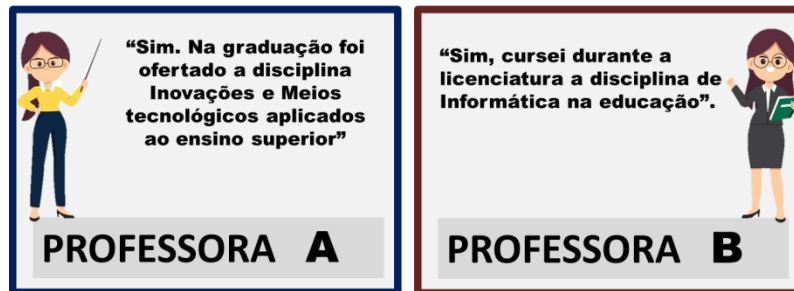 “Sim. Na graduação foi
ofertado a disciplina
Inovações e Meios
tecnológicos aplicados
ao ensino superior”
PROFESSORA A
“Sim, cursei durante a
licenciatura a disciplina de
Informática na educação”.
PROFESSORA B